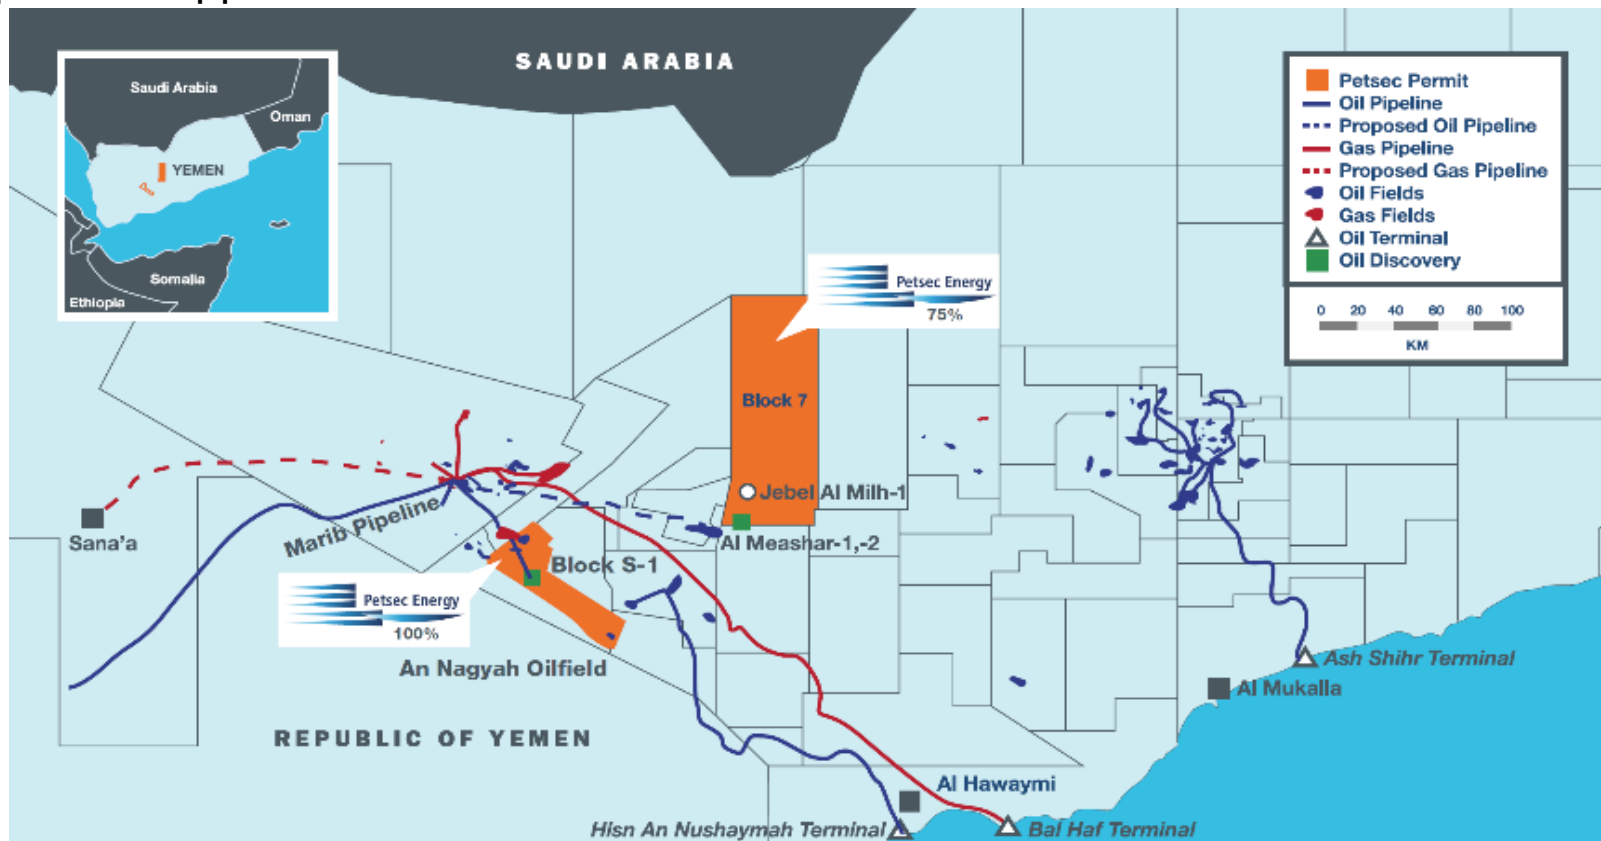 SAUDI ARABIA
Saudi Arabia
Oman
YEMEN
Somalia
Ethiopia
Petsec Permit
Oil Pipeline
Proposed Oil Pipeline
Gas Pipeline
Proposed Gas Pipeline
Oil Fields
Gas Fields
Oil Terminal
Oil Discovery
0 20 40 60 80 100
KM
Petsec Energy
75%
Block 7
Jebel Al Milh-1
Al Meashar-1,-2
Sana'a
Marib Pipeline
Block S-1
Petsec Energy
100%
An Nagyah Oilfield
REPUBLIC OF YEMEN
Ash Shihr Terminal
Al Mukalla
Al Hawaymi
Hisn An Nushaymah Terminal
Bal Haf Terminal